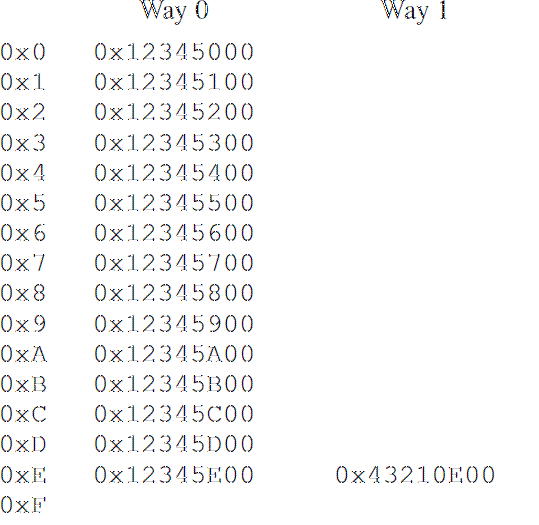 Way 0 Way 1
0x0 0x12345000
0x1 0x12345100
0x2 0x12345200
0x3 0x12345300
0x4 0x12345400
0x5 0x12345500
0x6 0x12345600
0x7 0x12345700
0x8 0x12345800
0x9 0x12345900
0xA 0x12345A00
0xB 0x12345B00
0xC 0x12345C00
0xD 0x12345D00
0xE 0x12345E00 0x43210E00
0xF